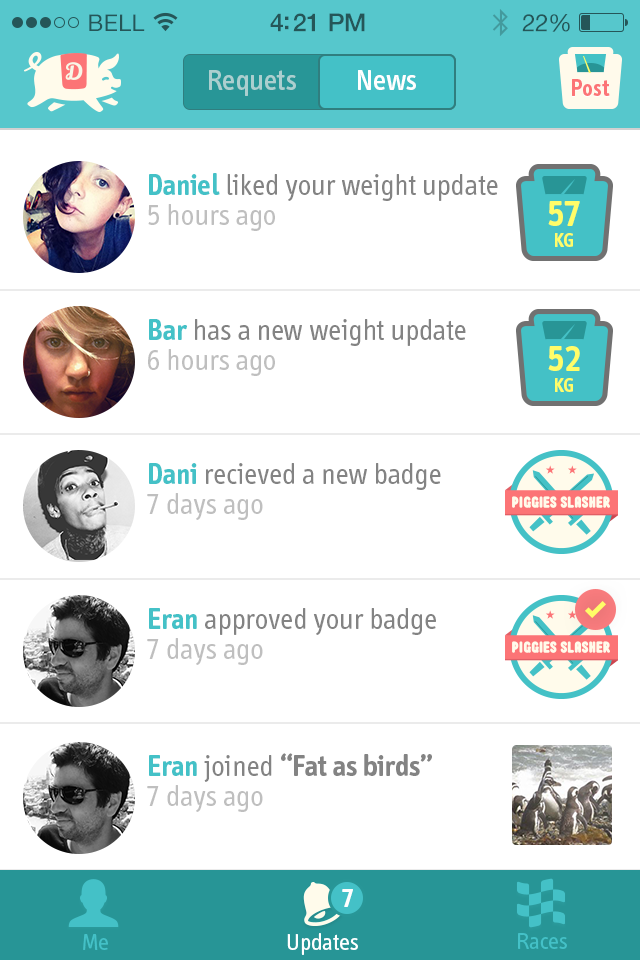 BELL 4:21 PM 22%
D
Requets News Post
Daniel liked your weight update
5 hours ago
57
KG
Bar has a new weight update
6 hours ago
52
KG
Dani recieved a new badge
7 days ago
PIGGIES SLASHER
Eran approved your badge
7 days ago
PIGGIES SLASHER
Eran joined “Fat as birds”
7 days ago
7
Me Updates Races